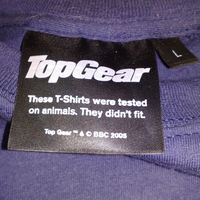 TopGear
L
These T-Shirts were tested
on animals. They didn't fit.
Top Gear ™ & © BBC 2005